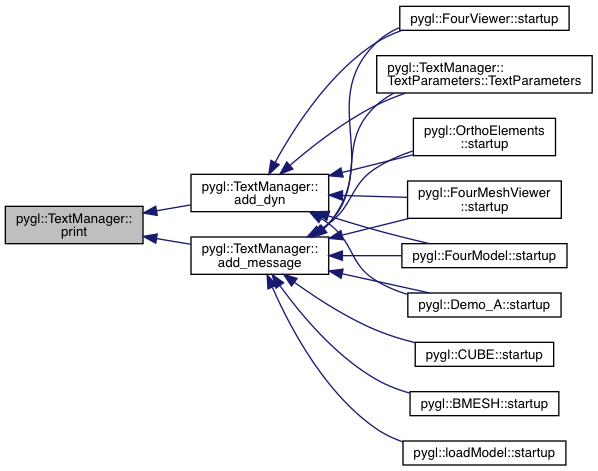 pygl::FourViewer::startup
pygl::TextManager::
TextParameters::TextParameters
pygl::OrthoElements
::startup
pygl::TextManager::
add_dyn
pygl::FourMeshViewer
::startup
pygl::TextManager::
print
pygl::TextManager::
add_message
pygl::FourModel::startup
pygl::Demo_A::startup
pygl::CUBE::startup
pygl::BMESH::startup
pygl::loadModel::startup